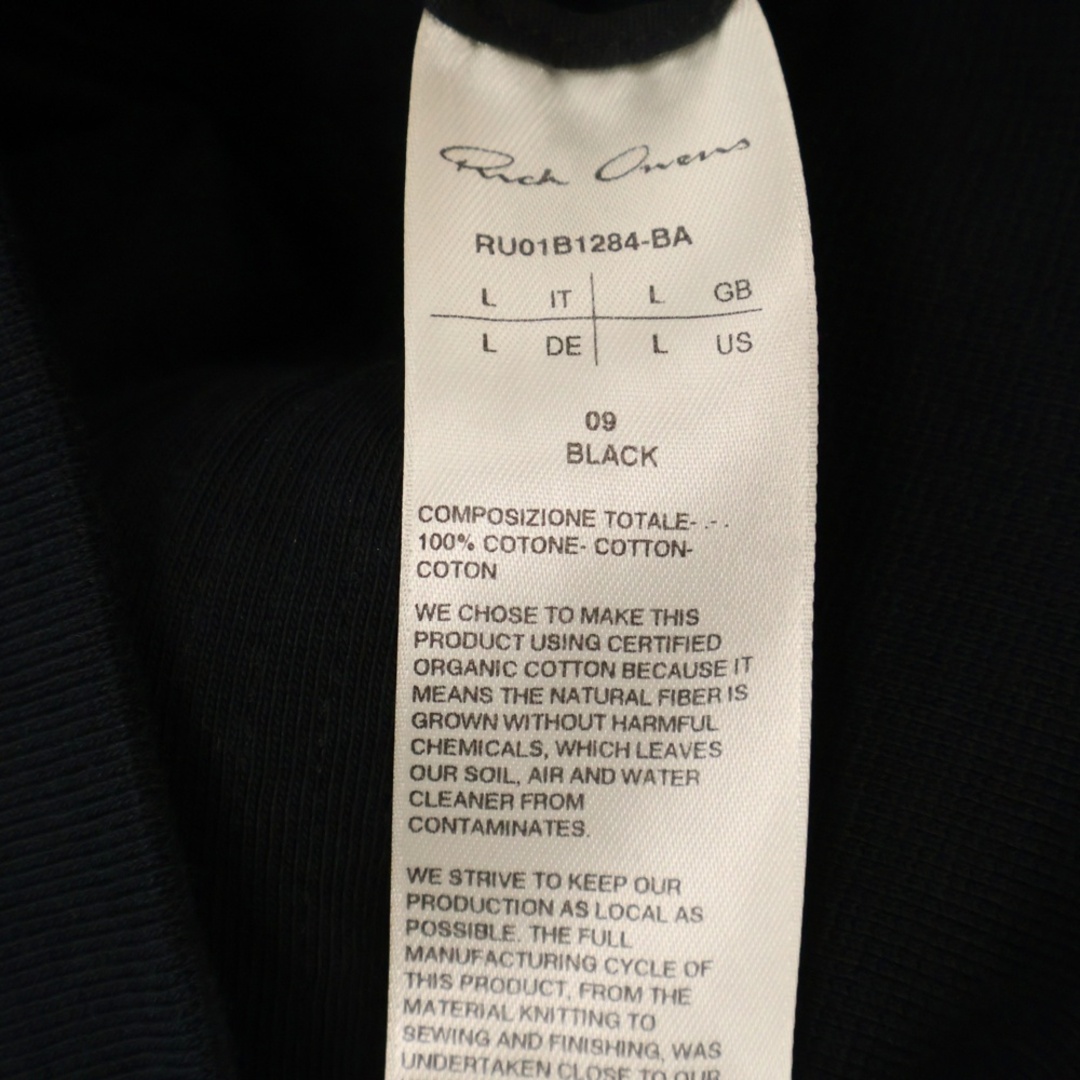 Rick Owens
RU01B1284-BA
L IT L GB
L DE L US
09
BLACK
COMPOSIZIONE TOTALE- .- .
100% COTONE- COTTON-
COTON
WE CHOSE TO MAKE THIS
PRODUCT USING CERTIFIED
ORGANIC COTTON BECAUSE IT
MEANS THE NATURAL FIBER IS
GROWN WITHOUT HARMFUL
CHEMICALS, WHICH LEAVES
OUR SOIL, AIR AND WATER
CLEANER FROM
CONTAMINATES.
WE STRIVE TO KEEP OUR
PRODUCTION AS LOCAL AS
POSSIBLE. THE FULL
MANUFACTURING CYCLE OF
THIS PRODUCT, FROM THE
MATERIAL KNITTING TO
SEWING AND FINISHING, WAS
UNDERTAKEN CLOSE TO OUR